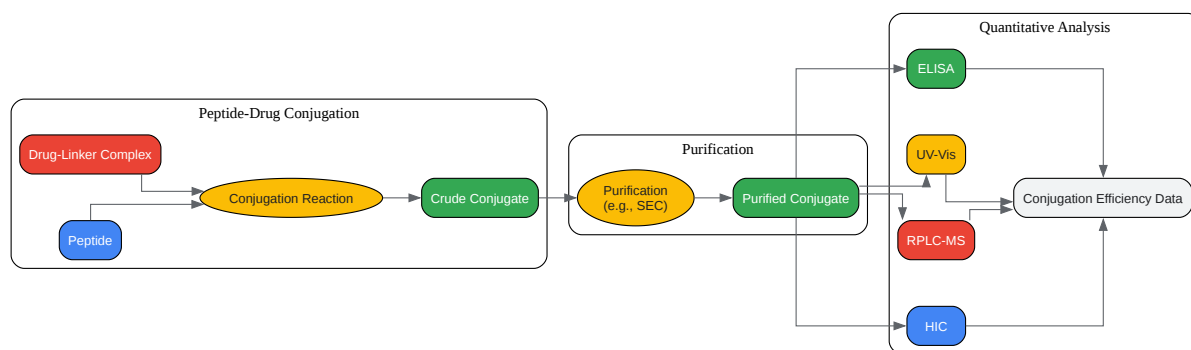 Peptide-Drug Conjugation
Drug-Linker Complex
Peptide
Conjugation Reaction
Crude Conjugate
Purification
Purification
(e.g., SEC)
Purified Conjugate
Quantitative Analysis
ELISA
UV-Vis
RPLC-MS
HIC
Conjugation Efficiency Data